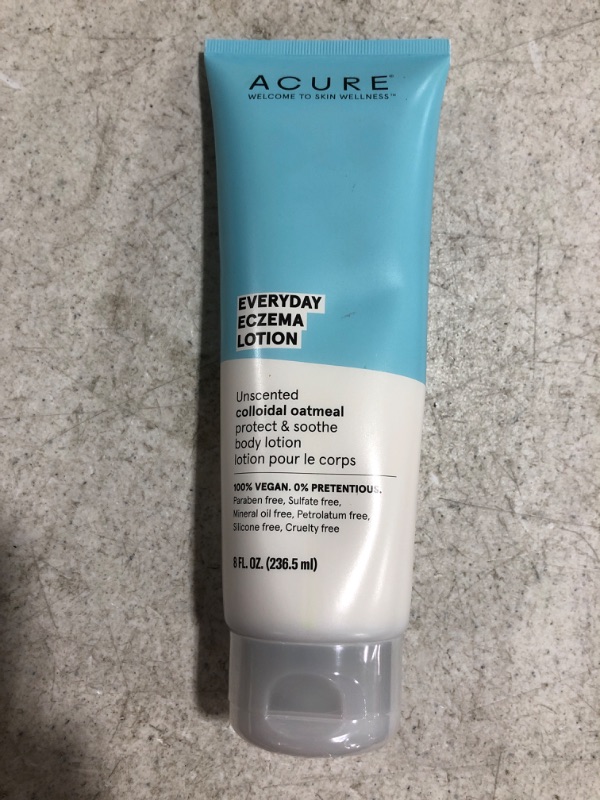 ACURE®
WELCOME TO SKIN WELLNESS™
EVERYDAY
ECZEMA
LOTION
Unscented
colloidal oatmeal
protect & soothe
body lotion
lotion pour le corps
100% VEGAN. 0% PRETENTIOUS.
Paraben free, Sulfate free,
Mineral oil free, Petrolatum free,
Silicone free, Cruelty free
8 FL. OZ. (236.5 ml)